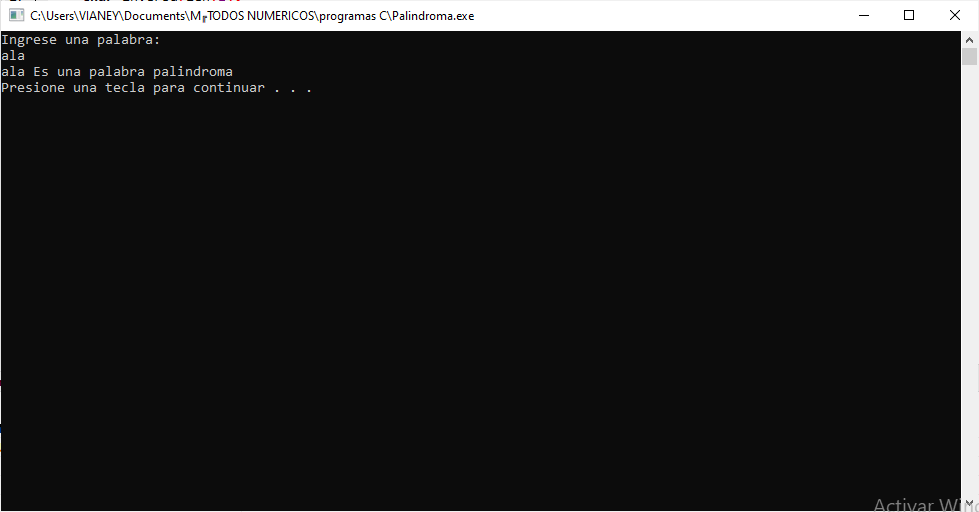 C:\Users\VIANEY\Documents\M TODOS NUMERICOS\programas C\Palindroma.exe
Ingrese una palabra:
ala
ala Es una palabra palindroma
Presione una tecla para continuar . . .
Activar